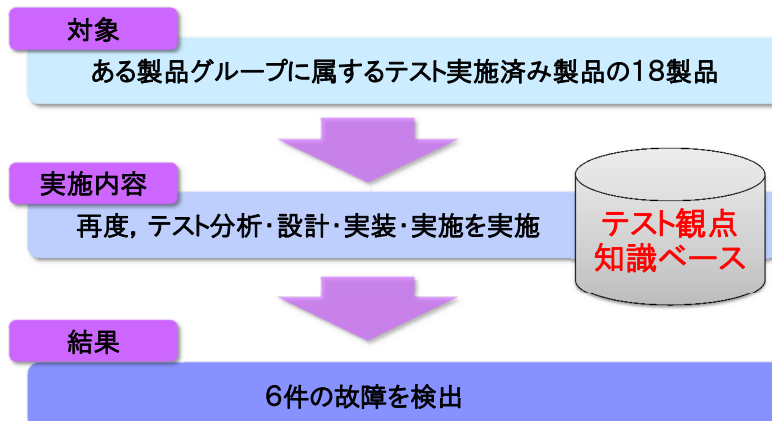 対象
ある製品グループに属するテスト実施済み製品の18製品
実施内容
再度，テスト分析・設計・実装・実施を実施
テスト観点
知識ベース
結果
6件の故障を検出